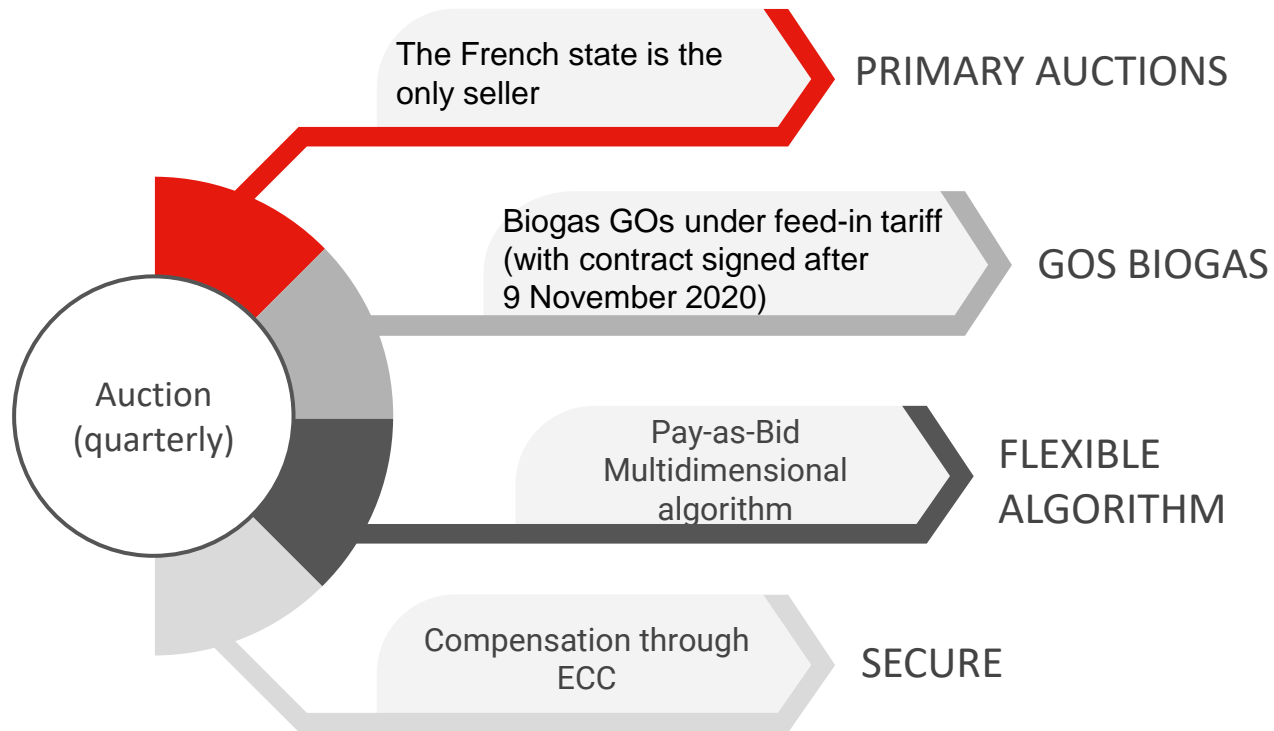 The French state is the
only seller
PRIMARY AUCTIONS
Biogas GOs under feed-in tariff
(with contract signed after
9 November 2020)
GOS BIOGAS
Auction
(quarterly)
Pay-as-Bid
Multidimensional
algorithm
FLEXIBLE
ALGORITHM
Compensation through
ECC
SECURE